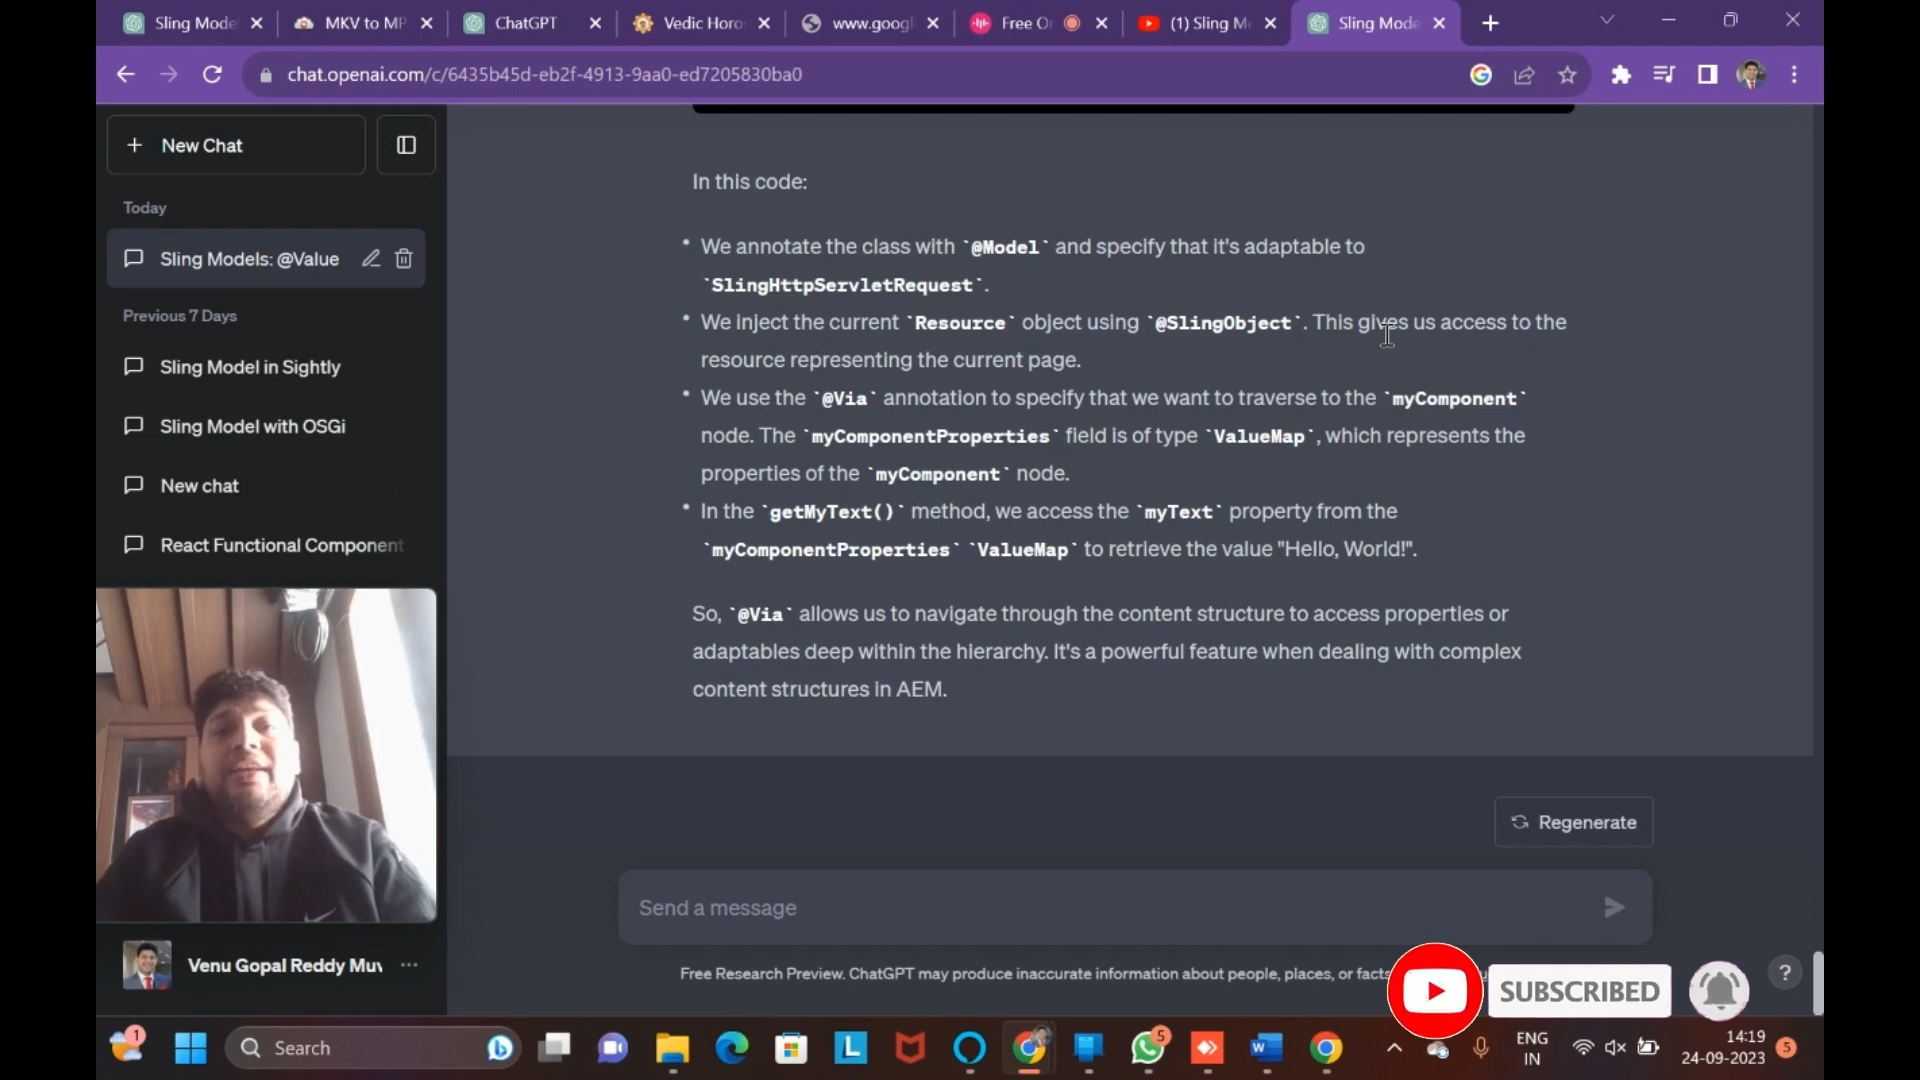 Sling Mode
MKV to MP
ChatGPT
Vedic Horo
www.googl
Free O
(1) Sling M
Sling Mode
chat.openai.com/c/6435b45d-eb2f-4913-9aa0-ed7205830ba0
New Chat
Today
Sling Models: @Value
Previous 7 Days
Sling Model in Sightly
Sling Model with OSGi
New chat
React Functional Component
Venu Gopal Reddy Muv
In this code:
• We annotate the class with `@Model` and specify that it's adaptable to
`SlingHttpServletRequest`.
• We inject the current `Resource` object using `@SlingObject`. This gives us access to the
resource representing the current page.
• We use the `@Via` annotation to specify that we want to traverse to the `myComponent`
node. The `myComponentProperties` field is of type `ValueMap`, which represents the
properties of the `myComponent` node.
• In the `getMyText()` method, we access the `myText` property from the
`myComponentProperties` `ValueMap` to retrieve the value "Hello, World!".
So, `@Via` allows us to navigate through the content structure to access properties or
adaptables deep within the hierarchy. It's a powerful feature when dealing with complex
content structures in AEM.
Regenerate
Send a message
Free Research Preview. ChatGPT may produce inaccurate information about people, places, or facts
SUBSCRIBED
?
1
Search
L
5
W
ENG
IN
14:19
24-09-2023
5